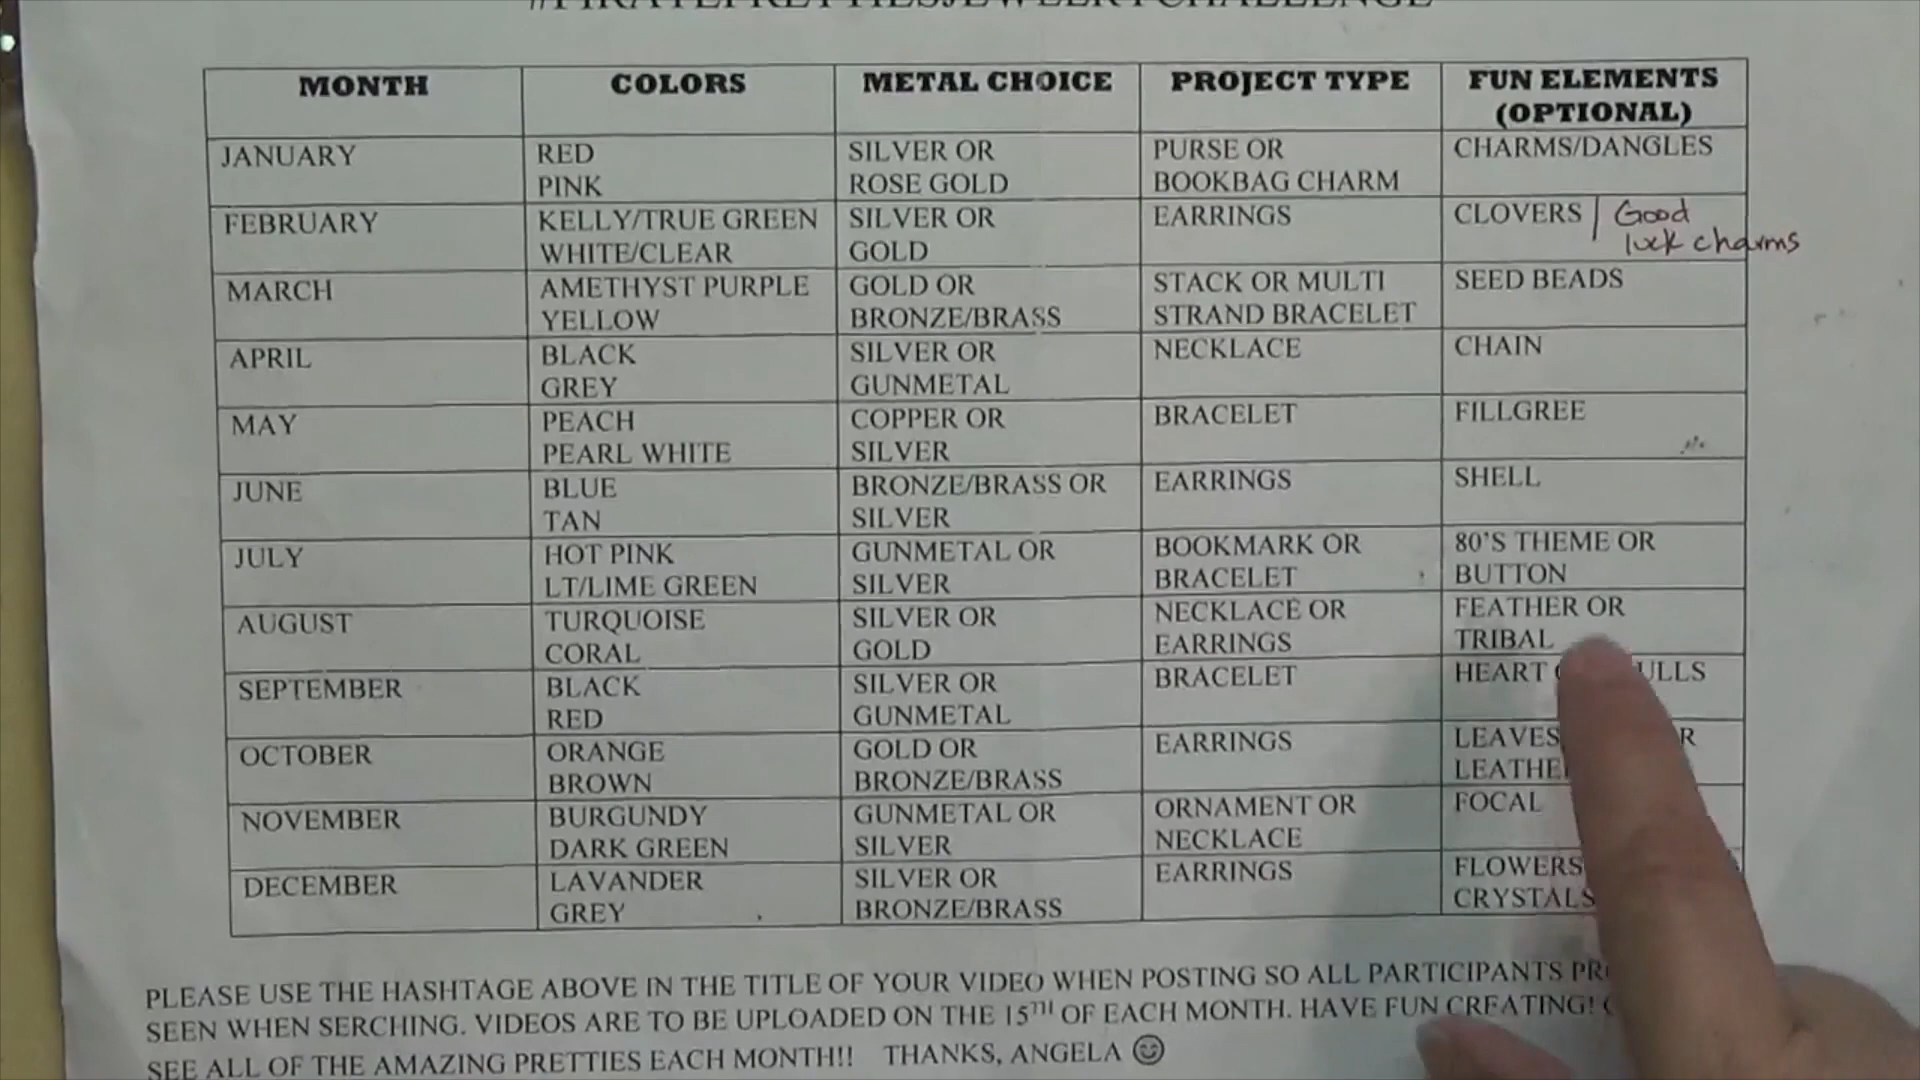 #PIRATEPRETTIESJEWELERYCHALLENGE
MONTH COLORS METAL CHOICE PROJECT TYPE FUN ELEMENTS (OPTIONAL)
JANUARY RED SILVER OR PURSE OR CHARMS/DANGLES
PINK ROSE GOLD BOOKBAG CHARM
FEBRUARY KELLY/TRUE GREEN SILVER OR EARRINGS CLOVERS / Good
WHITE/CLEAR GOLD luck charms
MARCH AMETHYST PURPLE GOLD OR STACK OR MULTI SEED BEADS
YELLOW BRONZE/BRASS STRAND BRACELET
APRIL BLACK SILVER OR NECKLACE CHAIN
GREY GUNMETAL
MAY PEACH COPPER OR BRACELET FILLGREE
PEARL WHITE SILVER
JUNE BLUE BRONZE/BRASS OR EARRINGS SHELL
TAN SILVER
JULY HOT PINK GUNMETAL OR BOOKMARK OR 80'S THEME OR
LT/LIME GREEN SILVER BRACELET BUTTON
AUGUST TURQUOISE SILVER OR NECKLACE OR FEATHER OR
CORAL GOLD EARRINGS TRIBAL
SEPTEMBER BLACK SILVER OR BRACELET HEART
RED GUNMETAL
OCTOBER ORANGE GOLD OR EARRINGS LEAVES
BROWN BRONZE/BRASS
NOVEMBER BURGUNDY GUNMETAL OR ORNAMENT OR FOCAL
DARK GREEN SILVER NECKLACE
DECEMBER LAVANDER SILVER OR EARRINGS FLOWERS
GREY BRONZE/BRASS CRYSTALS
PLEASE USE THE HASHTAGE ABOVE IN THE TITLE OF YOUR VIDEO WHEN POSTING SO ALL PARTICIPANTS
SEEN WHEN SERCHING. VIDEOS ARE TO BE UPLOADED ON THE 15TH OF EACH MONTH. HAVE FUN CREATING!
SEE ALL OF THE AMAZING PRETTIES EACH MONTH!! THANKS, ANGELA ☺